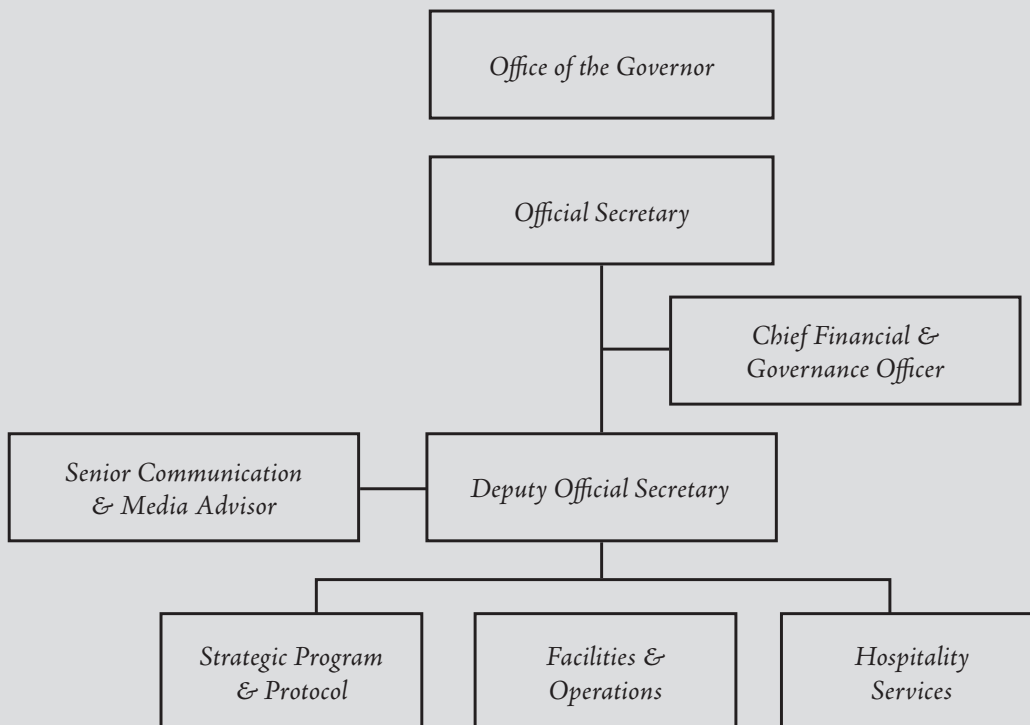 Office of the Governor
Official Secretary
Chief Financial &
Governance Officer
Senior Communication
& Media Advisor
Deputy Official Secretary
Strategic Program
& Protocol
Facilities &
Operations
Hospitality
Services